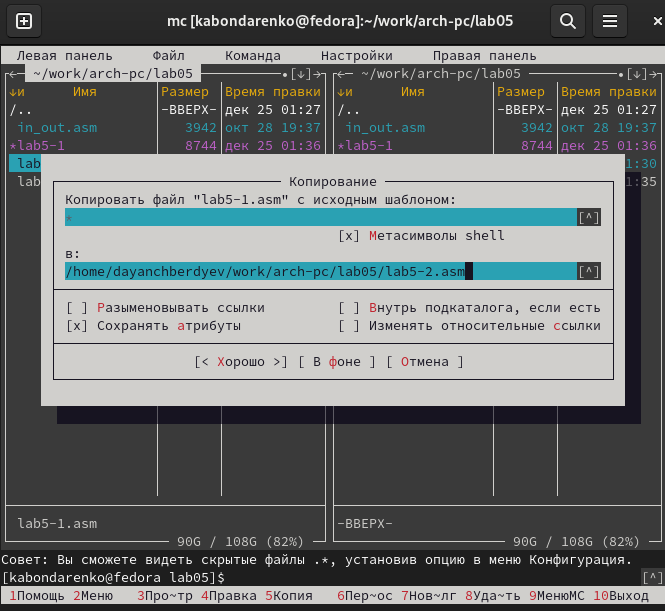 mc [kabondarenko@fedora]:~/work/arch-pc/lab05
Левая панель Файл Команда Настройки Правая панель
~/work/arch-pc/lab05 •[↓] ~/work/arch-pc/lab05 •[↓]
↓и Имя Размер Время правки ↓и Имя Размер Время правки
/.. -ВВЕРХ- дек 25 01:27 /.. -ВВЕРХ- дек 25 01:27
in_out.asm 3942 окт 28 19:37 in_out.asm 3942 окт 28 19:37
*lab5-1 8744 дек 25 01:36 *lab5-1 8744 дек 25 01:36
lab 1:30
lab 1:35
Копирование
Копировать файл "lab5-1.asm" с исходным шаблоном:
* [^]
[x] Метасимволы shell
в:
/home/dayanchberdyev/work/arch-pc/lab05/lab5-2.asm [^]
[ ] Разыменовывать ссылки [ ] Внутрь подкаталога, если есть
[x] Сохранять атрибуты [ ] Изменять относительные ссылки
[< Хорошо >] [ В фоне ] [ Отмена ]
lab5-1.asm -ВВЕРХ-
90G / 108G (82%) 90G / 108G (82%)
Совет: Вы сможете видеть скрытые файлы .*, установив опцию в меню Конфигурация.
[kabondarenko@fedora lab05]$ [^]
1Помощь 2Меню 3Про~тр 4Правка 5Копия 6Пер~ос 7Нов~лг 8Уда~ть 9МенюMC 10Выход